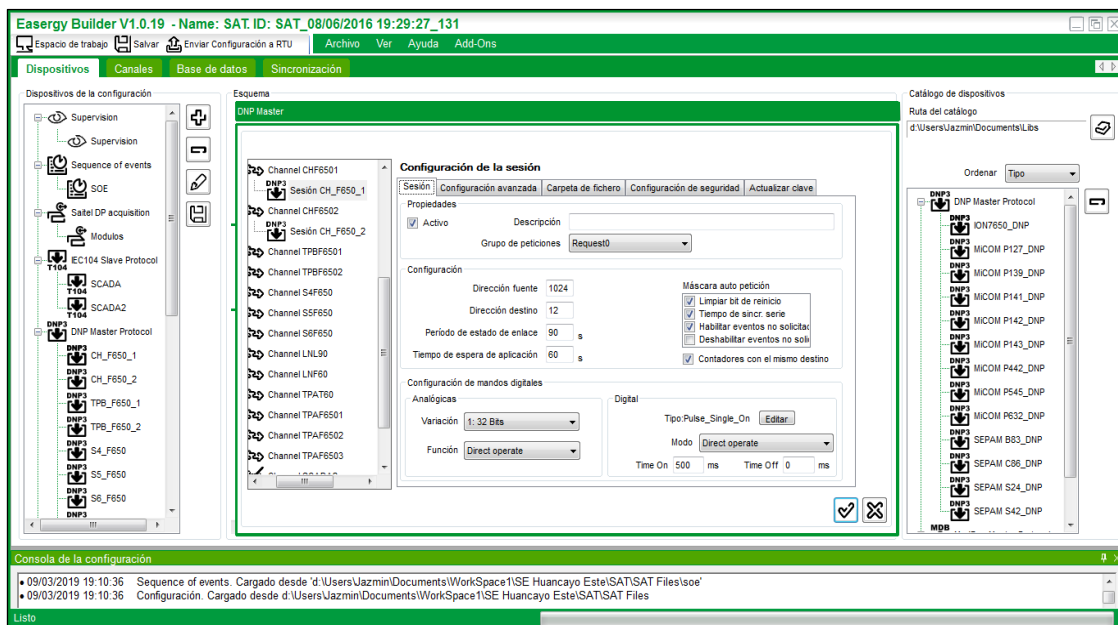 Easergy Builder V1.0.19 - Name: SAT. ID: SAT_08/06/2016 19:29:27_131
Espacio de trabajo Salvar Enviar Configuración a RTU Archivo Ver Ayuda Add-Ons
Dispositivos Canales Base de datos Sincronización
Dispositivos de la configuración
Supervision
Supervision
Sequence of events
SOE
Saitel DP acquisition
Modulos
IEC104 Slave Protocol
T104
SCADA
T104
SCADA2
T104
DNP3
DNP Master Protocol
DNP3
CH_F650_1
DNP3
CH_F650_2
DNP3
TPB_F650_1
DNP3
TPB_F650_2
DNP3
S4_F650
DNP3
S5_F650
DNP3
S6_F650
DNP3
Esquema
DNP Master
Channel CHF6501
DNP3
Sesión CH_F650_1
Channel CHF6502
DNP3
Sesión CH_F650_2
Channel TPBF6501
Channel TPBF6502
Channel S4F650
Channel S5F650
Channel S6F650
Channel LNL90
Channel LNF60
Channel TPAT60
Channel TPAF6501
Channel TPAF6502
Channel TPAF6503
Configuración de la sesión
Sesión Configuración avanzada Carpeta de fichero Configuración de seguridad Actualizar clave
Propiedades
Activo Descripción
Grupo de peticiones Request0
Configuración
Dirección fuente 1024
Dirección destino 12
Período de estado de enlace 90 s
Tiempo de espera de aplicación 60 s
Máscara auto petición
Limpiar bit de reinicio
Tiempo de sincr. serie
Habilitar eventos no solicitad
Deshabilitar eventos no soli
Contadores con el mismo destino
Configuración de mandos digitales
Analógicas
Variación 1: 32 Bits
Función Direct operate
Digital
Tipo:Pulse_Single_On Editar
Modo Direct operate
Time On 500 ms Time Off 0 ms
Catálogo de dispositivos
Ruta del catálogo
d:\Users\Jazmin\Documents\Libs
Ordenar Tipo
DNP3
DNP Master Protocol
DNP3
ION7650_DNP
DNP3
MiCOM P127_DNP
DNP3
MiCOM P139_DNP
DNP3
MiCOM P141_DNP
DNP3
MiCOM P142_DNP
DNP3
MiCOM P143_DNP
DNP3
MiCOM P442_DNP
DNP3
MiCOM P545_DNP
DNP3
MiCOM P632_DNP
DNP3
SEPAM B83_DNP
DNP3
SEPAM C86_DNP
DNP3
SEPAM S24_DNP
DNP3
SEPAM S42_DNP
MDB
Consola de la configuración
• 09/03/2019 19:10:36 Sequence of events. Cargado desde 'd:\Users\Jazmin\Documents\WorkSpace1\SE Huancayo Este\SAT\SAT Files\soe'
• 09/03/2019 19:10:36 Configuración. Cargado desde d:\Users\Jazmin\Documents\WorkSpace1\SE Huancayo Este\SAT\SAT Files
Listo